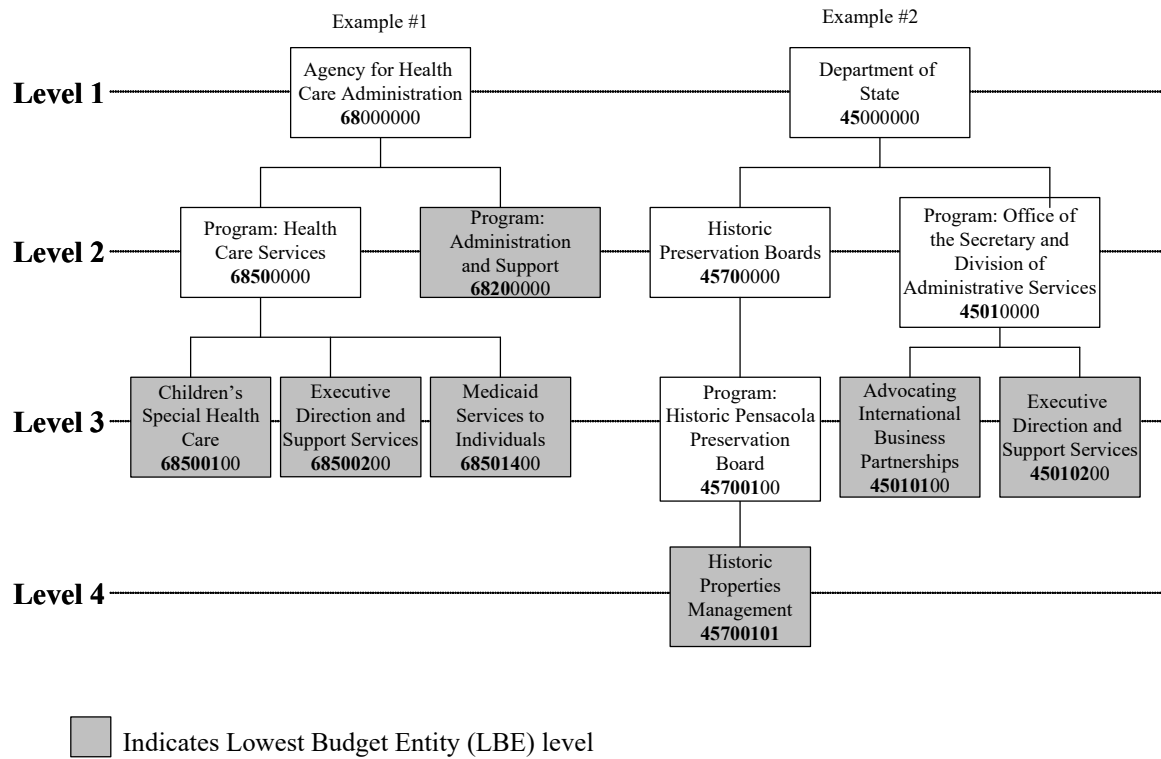 Example #1
Example #2
Level 1
Agency for Health
Care Administration
68000000
Department of
State
45000000
Level 2
Program: Health
Care Services
68500000
Program:
Administration
and Support
68200000
Historic
Preservation Boards
45700000
Program: Office of
the Secretary and
Division of
Administrative Services
45010000
Level 3
Children’s
Special Health
Care
68500100
Executive
Direction and
Support Services
68500200
Medicaid
Services to
Individuals
68501400
Program:
Historic Pensacola
Preservation
Board
45700100
Advocating
International
Business
Partnerships
45010100
Executive
Direction and
Support Services
45010200
Level 4
Historic
Properties
Management
45700101
Indicates Lowest Budget Entity (LBE) level